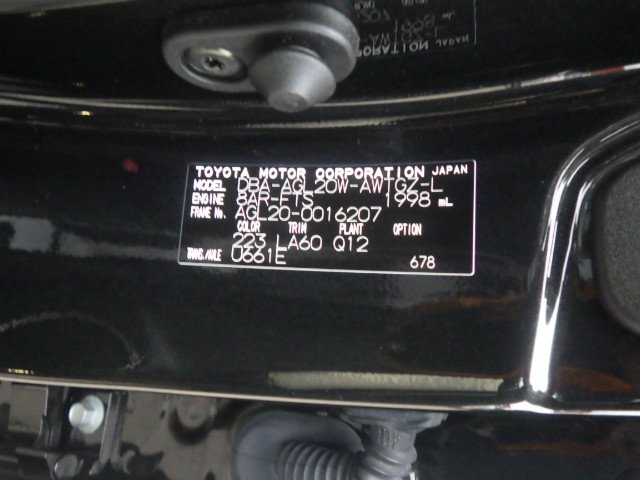 TOYOTA MOTOR CORPORATION JAPAN
MODEL DBA-AGL20W-AWTGZ-L
ENGINE 8AR-FTS 1998 mL
FRAME No. AGL20-0016207
COLOR TRIM PLANT OPTION
223 LA60 Q12
TRANS./AXLE U661E 678